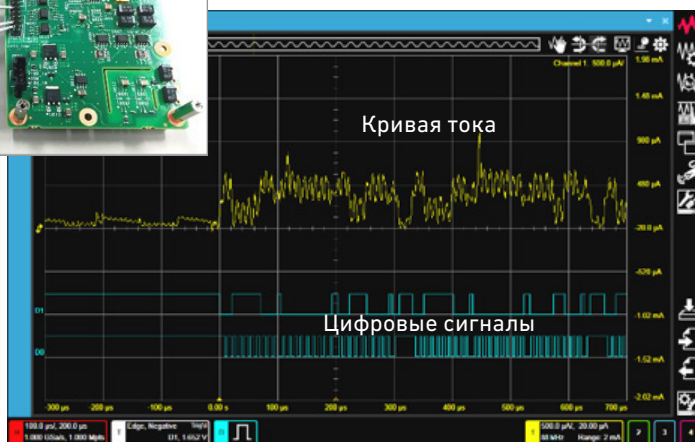 Channel 1: 500.0 µA/
1.98 mA
1.48 mA
Кривая тока
980 µA
480 µA
-20.0 µA
-520 µA
D1
-1.02 mA
Цифровые сигналы
D0
-1.52 mA
-2.02 mA
-300 µs -200 µs -100 µs 0.00 s 100 µs 200 µs 300 µs 400 µs 500 µs 600 µs 700 µs
H 100.0 µs/, 200.0 µs T Edge, Negative Trig'd D 1 500.0 µA/, 20.00 µA 2 3 4
1.000 GSa/s, 1.000 Mpts D1, 1.652 V Range: 2 mA